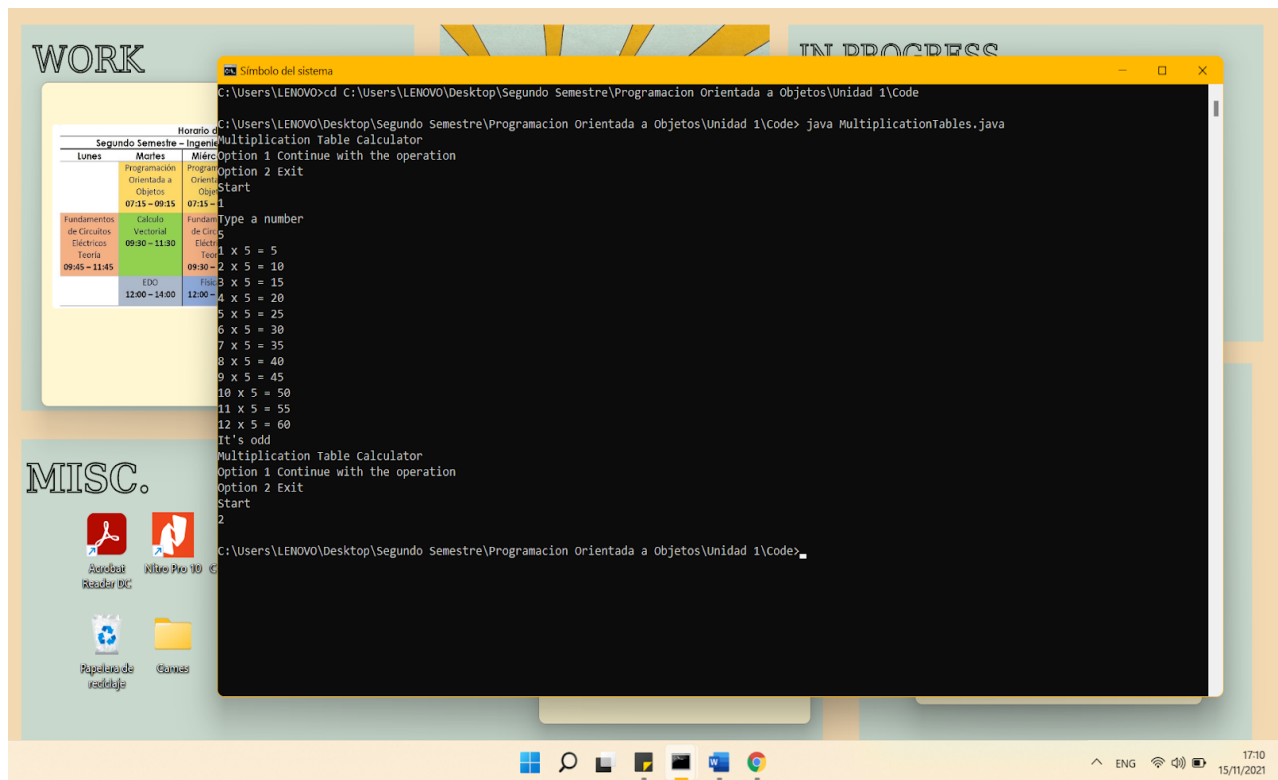 WORK
IN PROGRESS
Símbolo del sistema
C:\Users\LENOVO>cd C:\Users\LENOVO\Desktop\Segundo Semestre\Programacion Orientada a Objetos\Unidad 1\Code
C:\Users\LENOVO\Desktop\Segundo Semestre\Programacion Orientada a Objetos\Unidad 1\Code> java MultiplicationTables.java
Multiplication Table Calculator
Option 1 Continue with the operation
Option 2 Exit
Start
1
Type a number
5
1 x 5 = 5
2 x 5 = 10
3 x 5 = 15
4 x 5 = 20
5 x 5 = 25
6 x 5 = 30
7 x 5 = 35
8 x 5 = 40
9 x 5 = 45
10 x 5 = 50
11 x 5 = 55
12 x 5 = 60
It's odd
Multiplication Table Calculator
Option 1 Continue with the operation
Option 2 Exit
Start
2
C:\Users\LENOVO\Desktop\Segundo Semestre\Programacion Orientada a Objetos\Unidad 1\Code>
Horario
Segundo Semestre –
Lunes Martes
Programación
Orientada a
Objetos
07:15 – 09:15 07:15 –
Fundamentos Calculo
de Circuitos Vectorial
Eléctricos 09:30 – 11:30
Teoría
09:45 – 11:45 09:30 –
EDO
12:00 – 14:00 12:00 –
MISC.
Acrobat
Reader DC
Nitro Pro 10
Papelera de
reciclaje
Games
ENG
17:10
15/11/2021